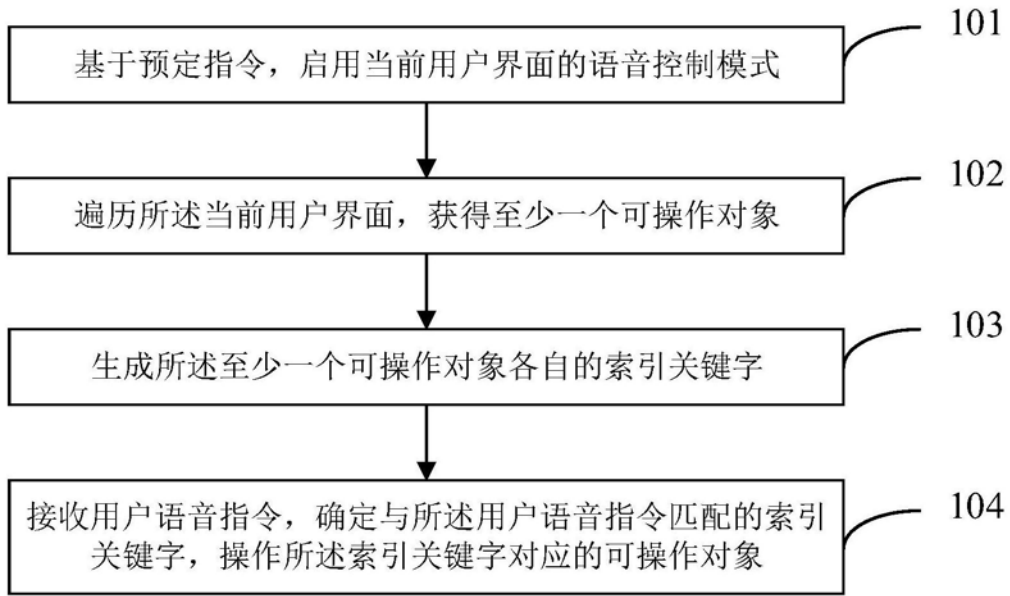 101
基于预定指令，启用当前用户界面的语音控制模式
102
遍历所述当前用户界面，获得至少一个可操作对象
103
生成所述至少一个可操作对象各自的索引关键字
104
接收用户语音指令，确定与所述用户语音指令匹配的索引
关键字，操作所述索引关键字对应的可操作对象